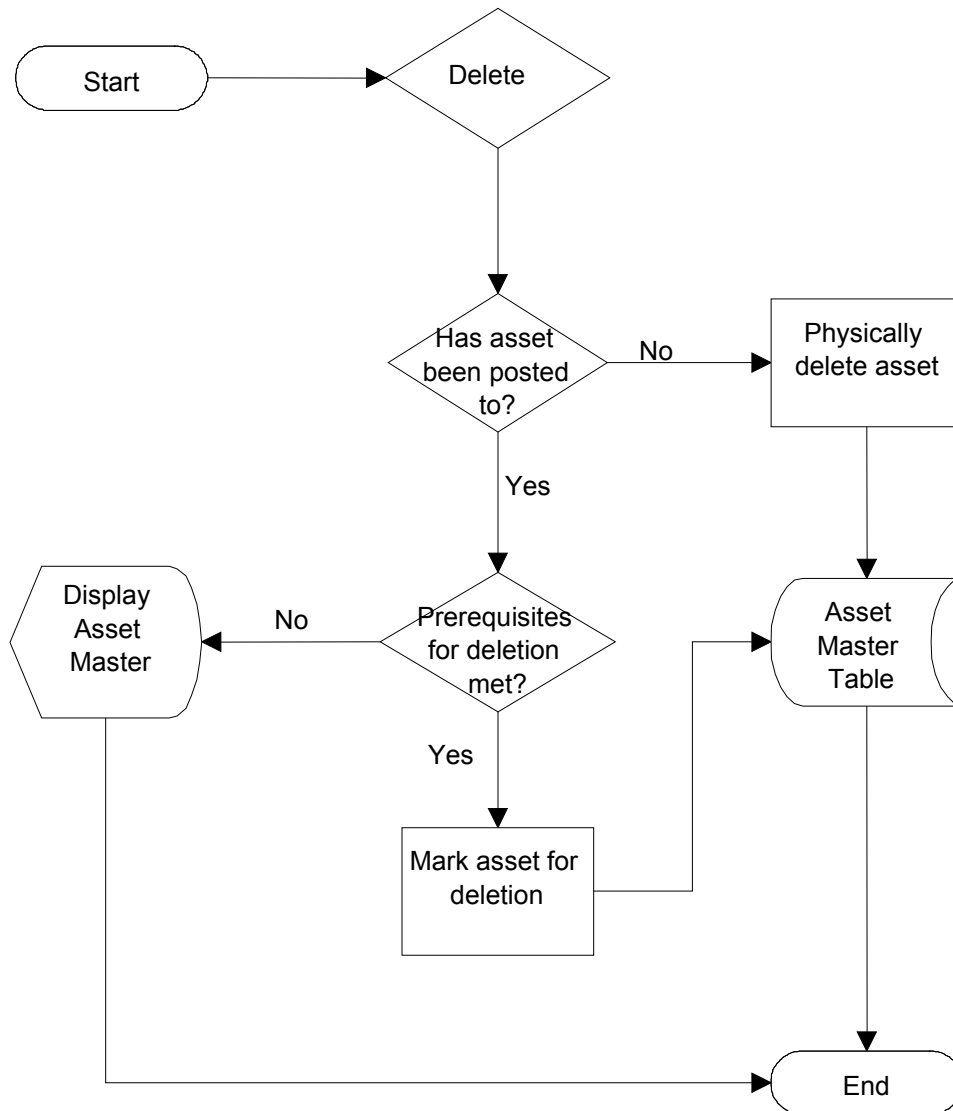 Start
Delete
Has asset
been posted
to?
No
Physically
delete asset
Yes
Display
Asset
Master
No
Prerequisites
for deletion
met?
Asset
Master
Table
Yes
Mark asset for
deletion
End